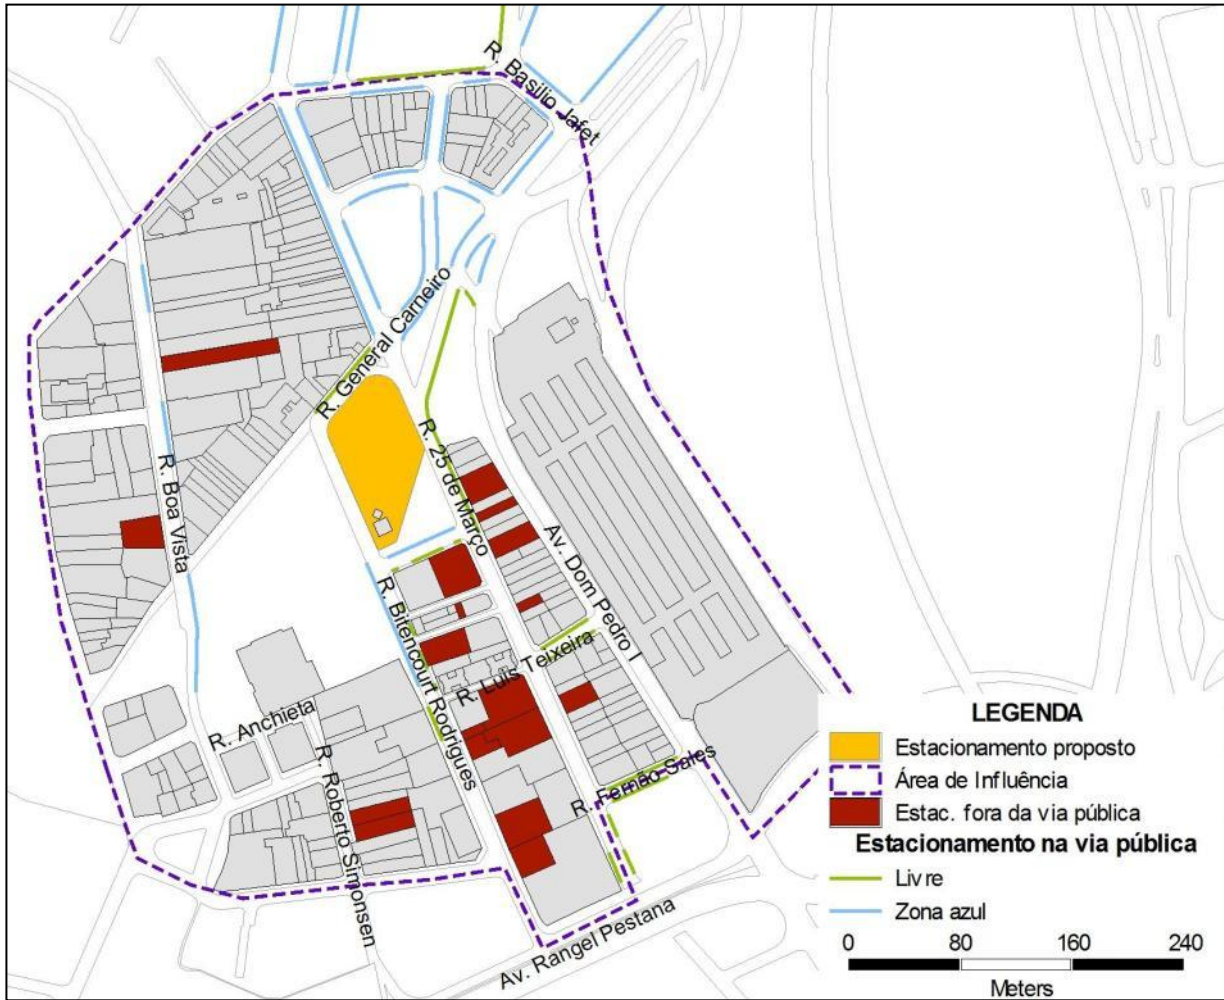 R. Basilio Jafet
R. General Carneiro
R. 25 de Março
R. Boa Vista
Av. Dom Pedro I
R. Bitencourt Rodrigues
R. Luis Teixeira
R. Anchieta
R. Roberto Simonsen
R. Fernão Sales
Av. Rangel Pestana
LEGENDA
Estacionamento proposto
Área de Influência
Estac. fora da via pública
Estacionamento na via pública
Livre
Zona azul
0 80 160 240
Meters